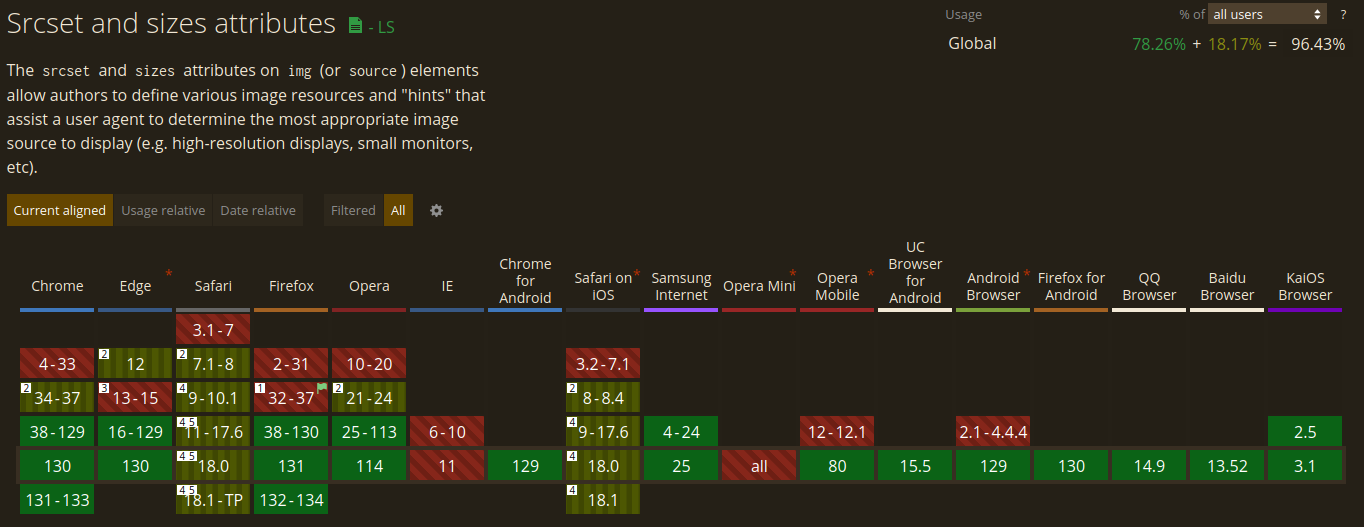 Srcset and sizes attributes - LS
Usage % of all users ?
Global 78.26% + 18.17% = 96.43%
The srcset and sizes attributes on img (or source) elements
allow authors to define various image resources and "hints" that
assist a user agent to determine the most appropriate image
source to display (e.g. high-resolution displays, small monitors,
etc).
Current aligned Usage relative Date relative Filtered All
Chrome Edge * Safari Firefox Opera IE Chrome for Android Safari on iOS * Samsung Internet Opera Mini * Opera Mobile * UC Browser for Android Android Browser * Firefox for Android QQ Browser Baidu Browser KaiOS Browser
3.1-7
4-33 2 12 2 7.1-8 2-31 10-20 3.2-7.1
2 34-37 3 13-15 4 9-10.1 1 32-37 2 21-24 2 8-8.4
38-129 16-129 4 5 11-17.6 38-130 25-113 6-10 4 9-17.6 4-24 12-12.1 2.1-4.4.4 2.5
130 130 4 5 18.0 131 114 11 129 4 18.0 25 all 80 15.5 129 130 14.9 13.52 3.1
131-133 4 5 18.1-TP 132-134 4 18.1